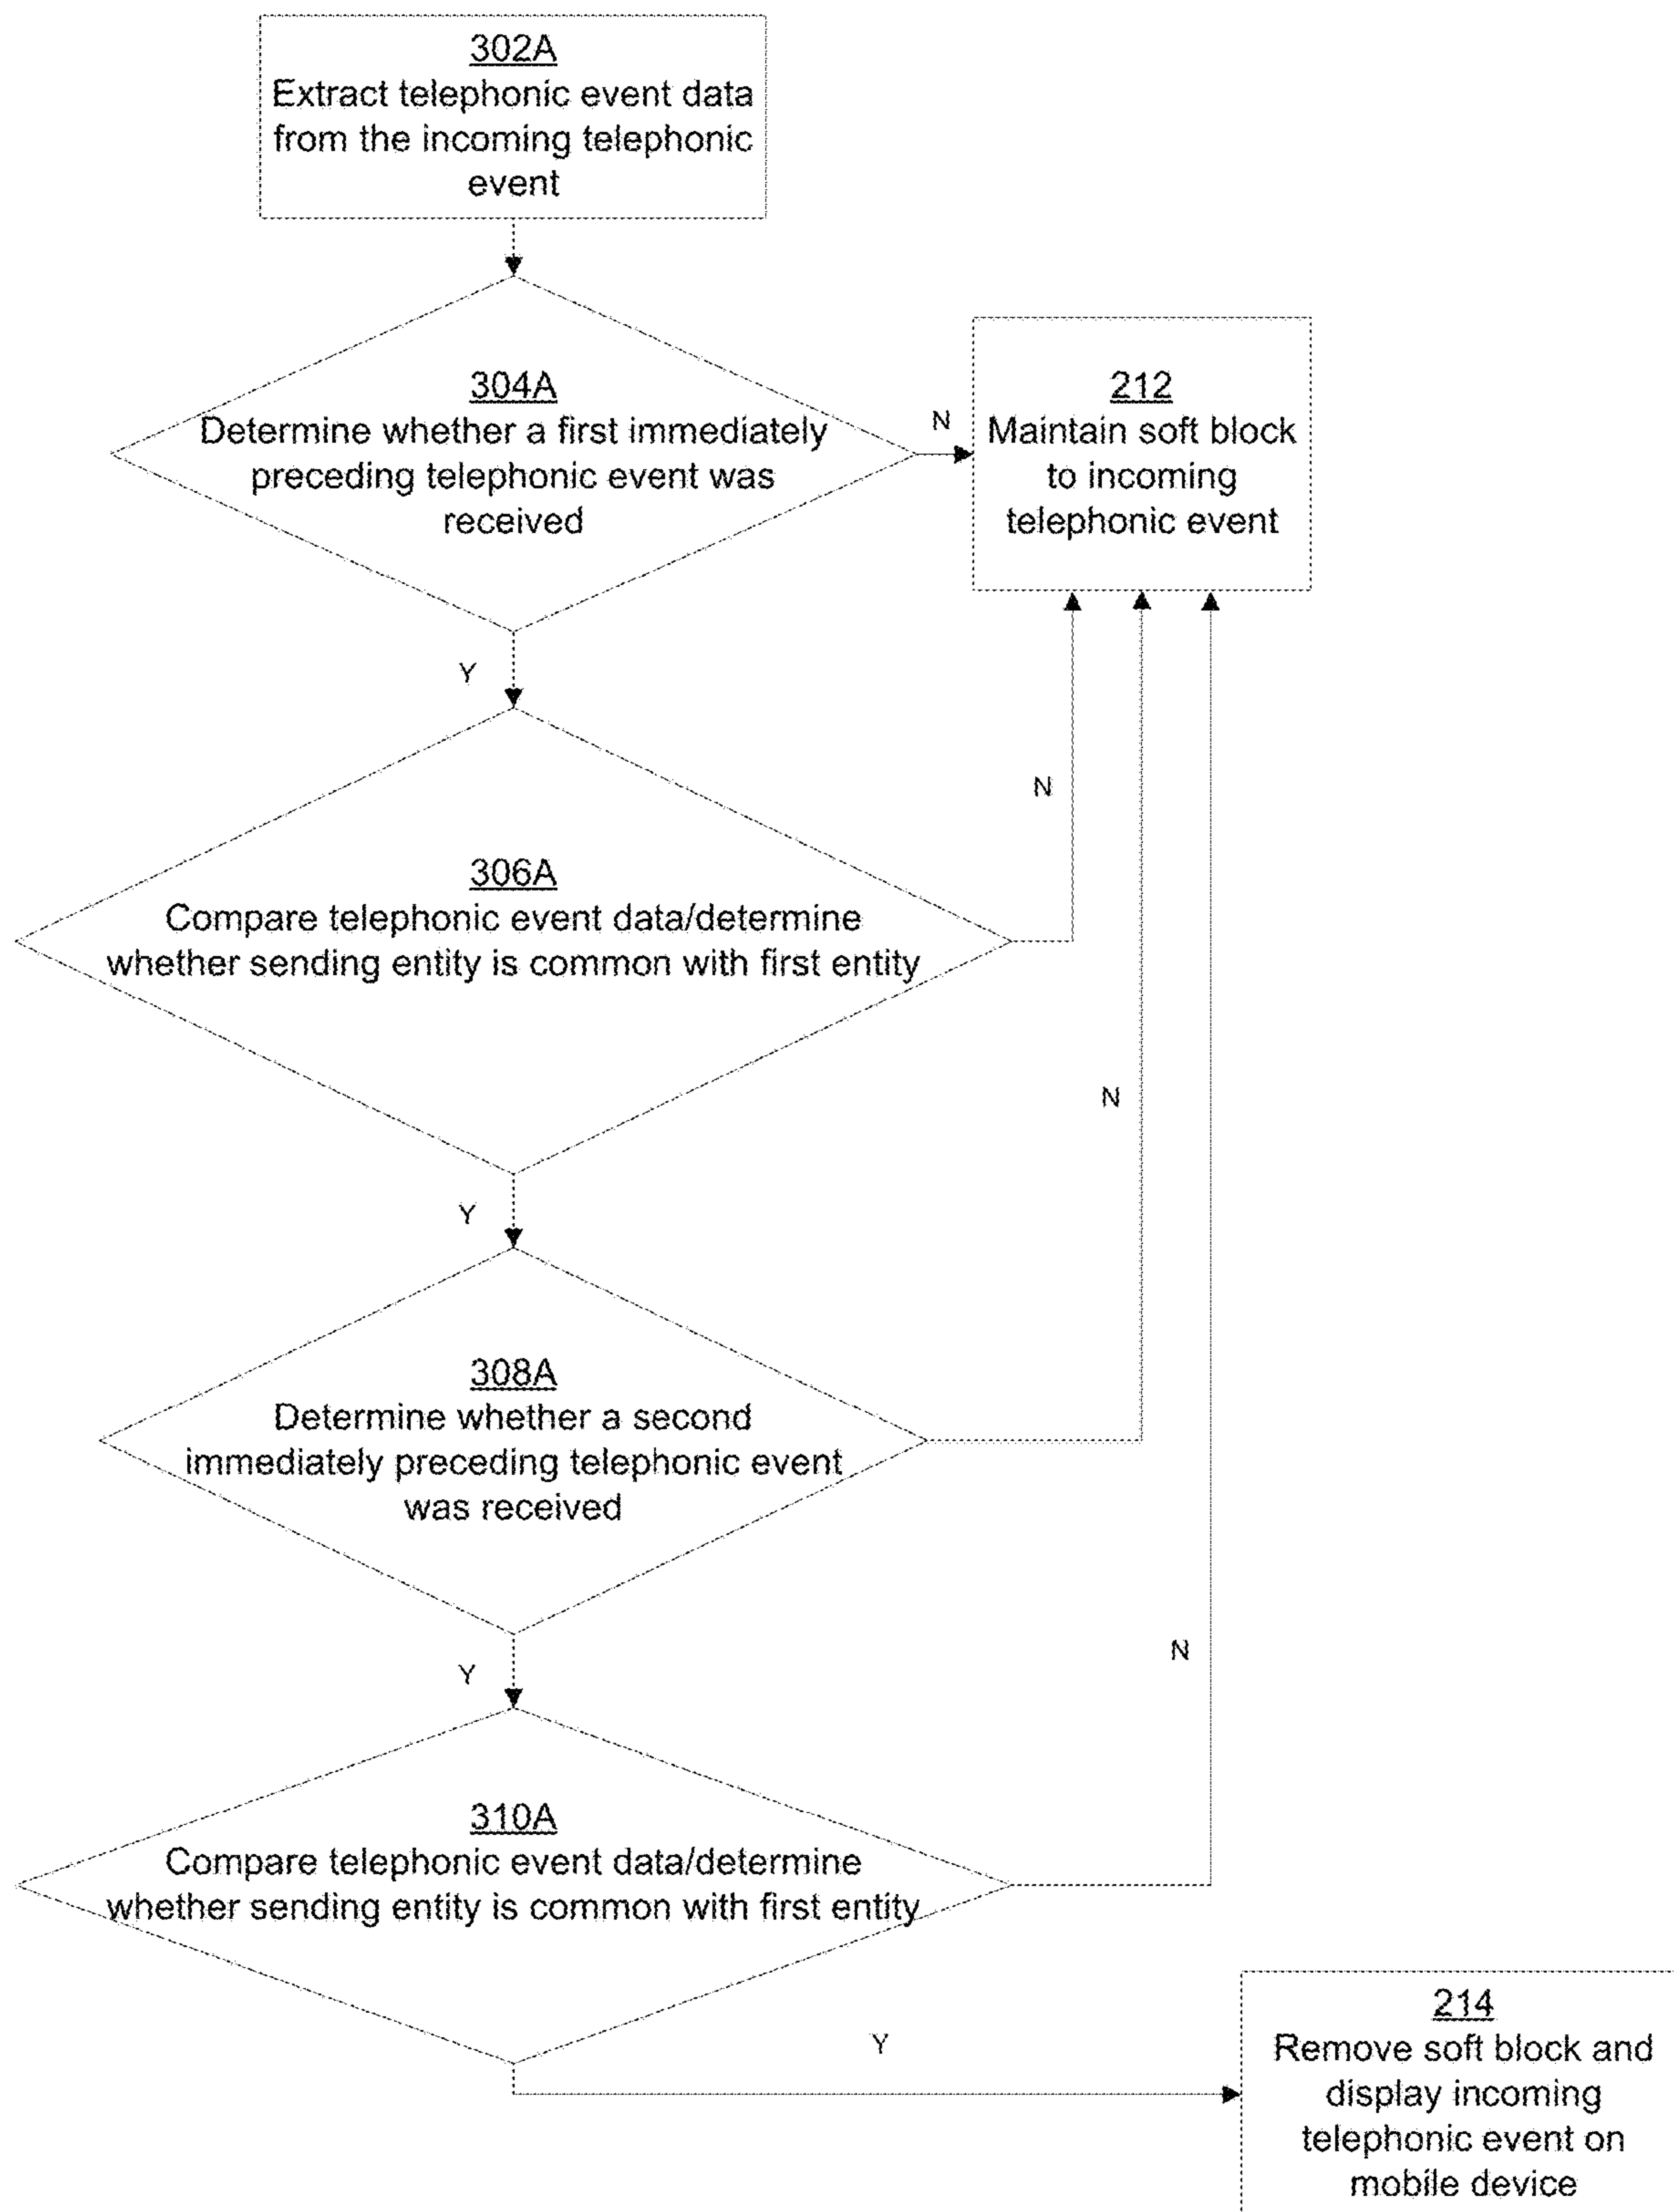 302A
Extract telephonic event data
from the incoming telephonic
event
304A
Determine whether a first immediately
preceding telephonic event was
received
N
212
Maintain soft block
to incoming
telephonic event
Y
N
306A
Compare telephonic event data/determine
whether sending entity is common with first entity
N
Y
308A
Determine whether a second
immediately preceding telephonic event
was received
N
Y
310A
Compare telephonic event data/determine
whether sending entity is common with first entity
Y
214
Remove soft block and
display incoming
telephonic event on
mobile device